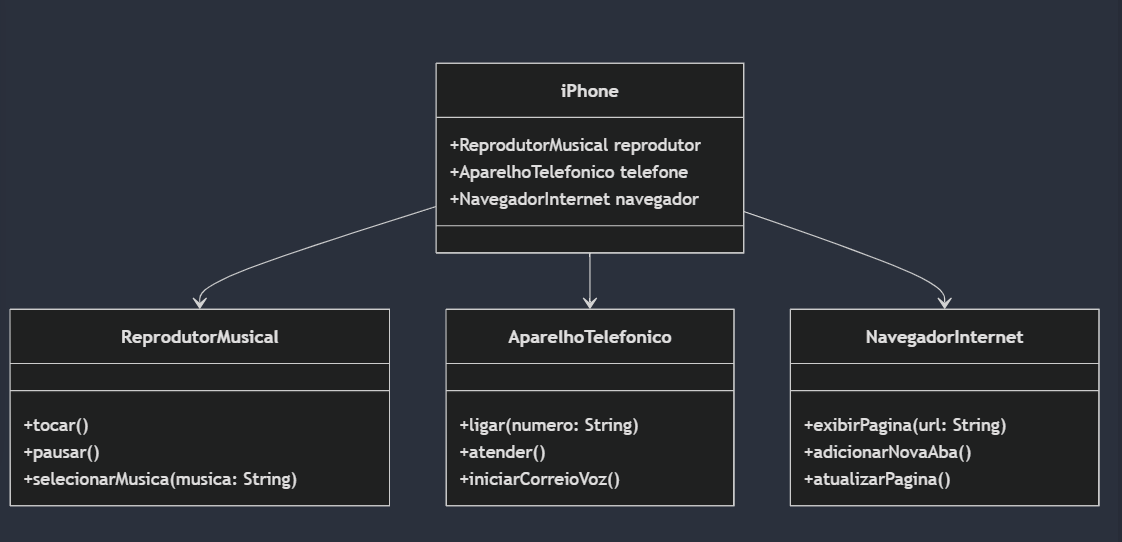 iPhone
+ReprodutorMusical reprodutor
+AparelhoTelefonico telefone
+NavegadorInternet navegador
ReprodutorMusical
+tocar()
+pausar()
+selecionarMusica(musica: String)
AparelhoTelefonico
+ligar(numero: String)
+atender()
+iniciarCorreioVoz()
NavegadorInternet
+exibirPagina(url: String)
+adicionarNovaAba()
+atualizarPagina()